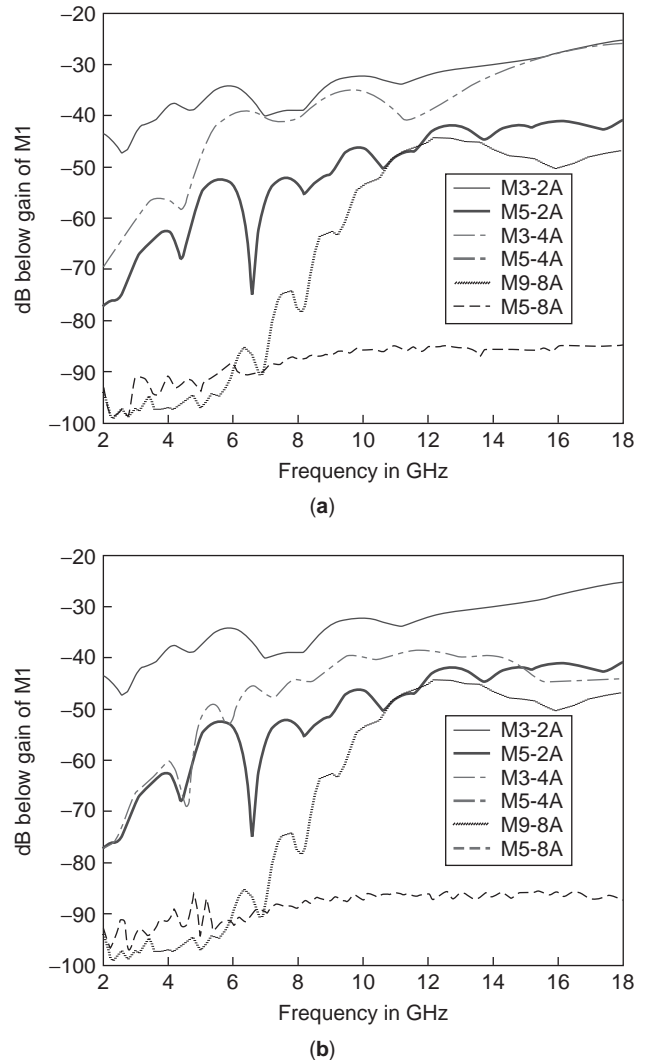 −20
−30
−40
−50
−60
−70
−80
−90
−100
dB below gain of M1
M3-2A
M5-2A
M3-4A
M5-4A
M9-8A
M5-8A
2 4 6 8 10 12 14 16 18
Frequency in GHz
(a)
−20
−30
−40
−50
−60
−70
−80
−90
−100
dB below gain of M1
M3-2A
M5-2A
M3-4A
M5-4A
M9-8A
M5-8A
2 4 6 8 10 12 14 16 18
Frequency in GHz
(b)